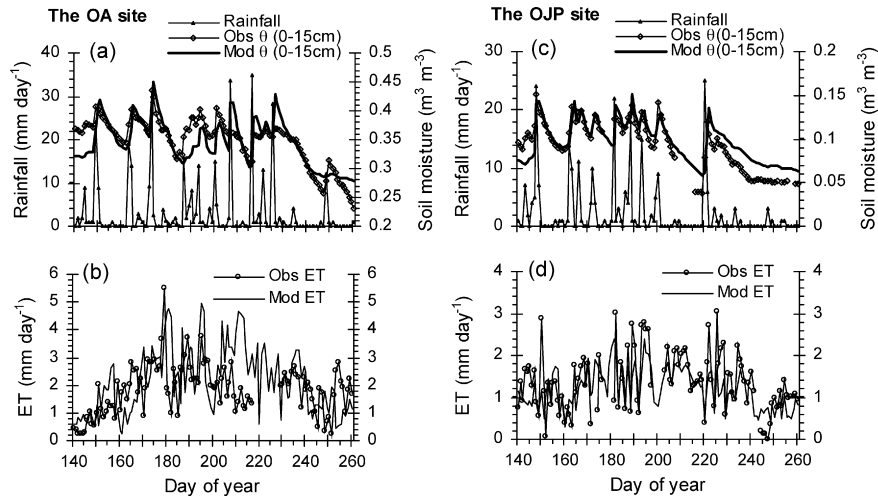 The OA site
Rainfall
Obs θ (0-15cm)
Mod θ (0-15cm)
(a)
Rainfall (mm day⁻¹)
40
30
20
10
0
Soil moisture (m³ m⁻³)
0.5
0.45
0.4
0.35
0.3
0.25
0.2
The OJP site
Rainfall
Obs θ (0-15cm)
Mod θ (0-15cm)
(c)
Rainfall (mm day⁻¹)
30
20
10
0
Soil moisture (m³ m⁻³)
0.2
0.15
0.1
0.05
0
(b)
Obs ET
Mod ET
ET (mm day⁻¹)
6
5
4
3
2
1
0
6
5
4
3
2
1
0
140 160 180 200 220 240 260
Day of year
(d)
Obs ET
Mod ET
ET (mm day⁻¹)
4
3
2
1
0
4
3
2
1
0
140 160 180 200 220 240 260
Day of year